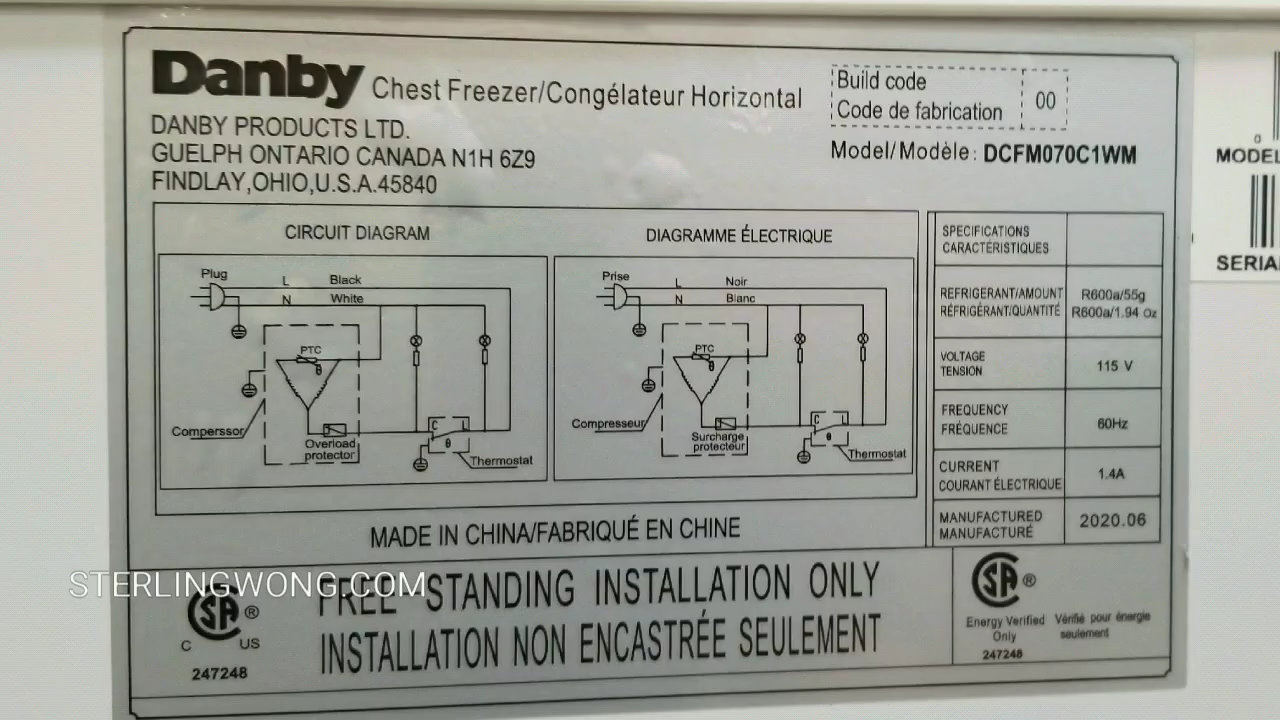 Danby Chest Freezer/Congélateur Horizontal
DANBY PRODUCTS LTD.
GUELPH ONTARIO CANADA N1H 6Z9
FINDLAY,OHIO,U.S.A.45840
Build code
Code de fabrication
00
Model/Modèle: DCFM070C1WM
CIRCUIT DIAGRAM
Plug
L
Black
N
White
PTC
θ
Comperssor
Overload
protector
C
L
θ
Thermostat
DIAGRAMME ÉLECTRIQUE
Prise
L
Noir
N
Blanc
PTC
θ
Compresseur
Surcharge
protecteur
C
L
θ
Thermostat
SPECIFICATIONS
CARACTÉRISTIQUES
REFRIGERANT/AMOUNT
RÉFRIGÉRANT/QUANTITÉ
R600a/55g
R600a/1.94 Oz
VOLTAGE
TENSION
115 V
FREQUENCY
FRÉQUENCE
60Hz
CURRENT
COURANT ÉLECTRIQUE
1.4A
MANUFACTURED
MANUFACTURÉ
2020.06
MADE IN CHINA/FABRIQUÉ EN CHINE
STERLINGWONG.COM
FREE STANDING INSTALLATION ONLY
INSTALLATION NON ENCASTRÉE SEULEMENT
SA ®
C US
247248
SA ®
Energy Verified
Only
Vérifié pour énergie
seulement
247248
MODEL
SERIA